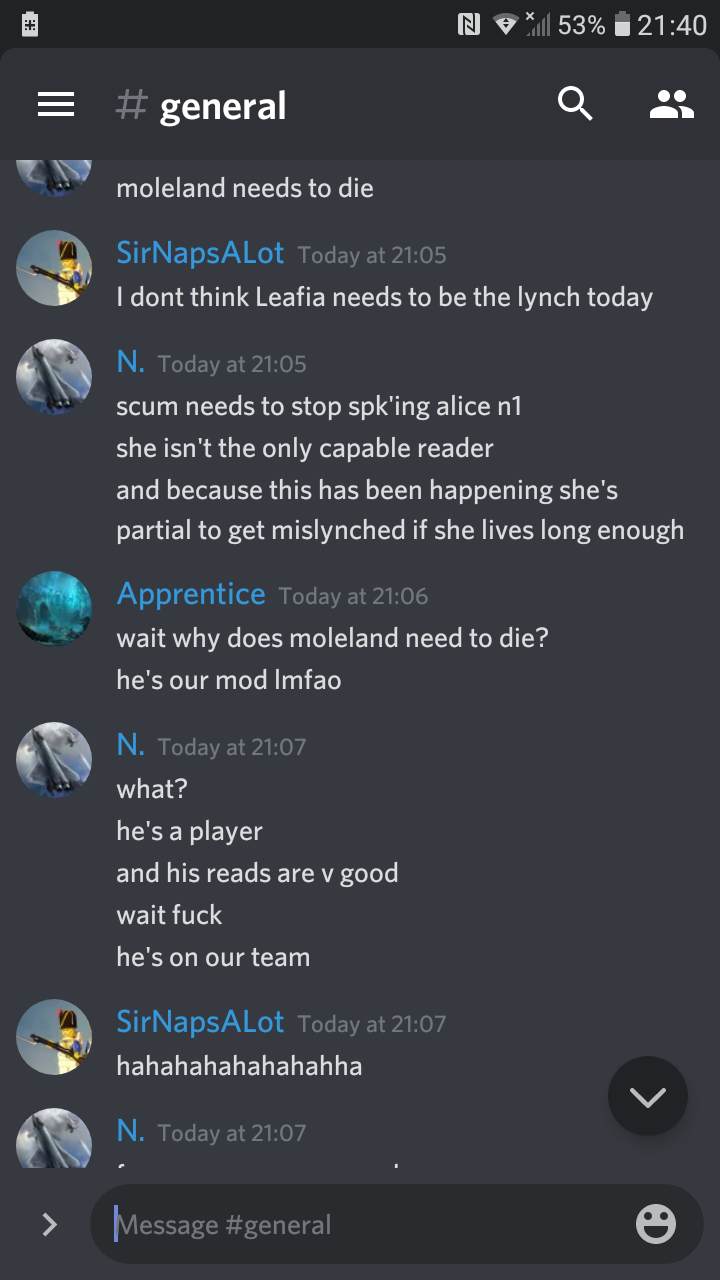 53% 21:40
# general
moleland needs to die
SirNapsALot Today at 21:05
I dont think Leafia needs to be the lynch today
N. Today at 21:05
scum needs to stop spk'ing alice n1
she isn't the only capable reader
and because this has been happening she's
partial to get mislynched if she lives long enough
Apprentice Today at 21:06
wait why does moleland need to die?
he's our mod lmfao
N. Today at 21:07
what?
he's a player
and his reads are v good
wait fuck
he's on our team
SirNapsALot Today at 21:07
hahahahahahahahha
N. Today at 21:07
Message #general